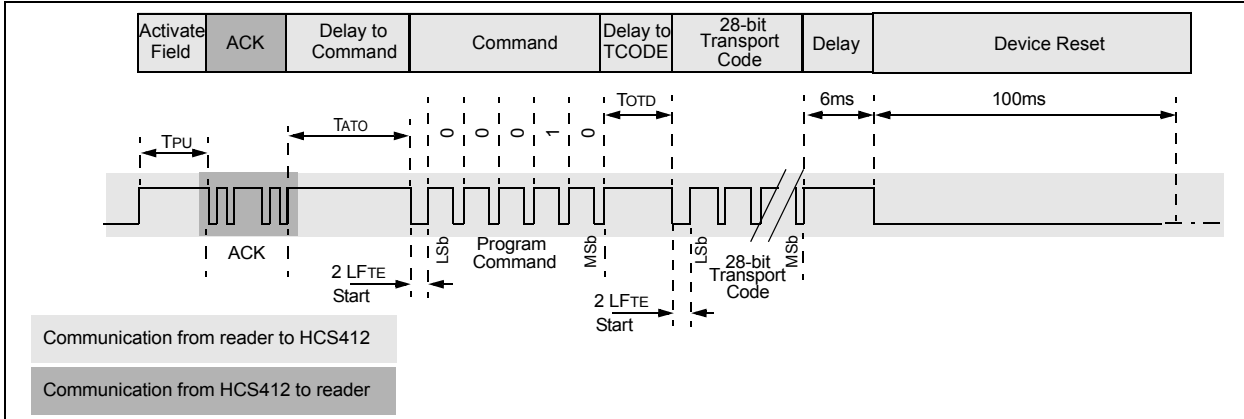 Activate Field
ACK
Delay to Command
Command
Delay to TCODE
28-bit Transport Code
Delay
Device Reset
TPU
TATO
0 0 0 1 0
TOTD
6ms
100ms
ACK
LSb
Program Command
MSb
LSb
28-bit Transport Code
MSb
2 LFTE
Start
2 LFTE
Start
Communication from reader to HCS412
Communication from HCS412 to reader